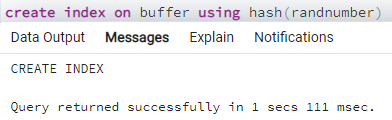 create index on buffer using hash(randnumber)
Data Output Messages Explain Notifications
CREATE INDEX
Query returned successfully in 1 secs 111 msec.